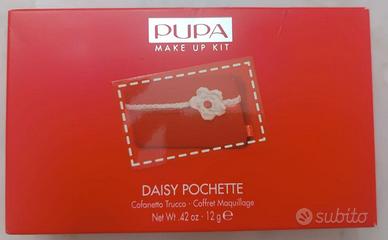 PUPA
MAKE UP KIT
DAISY POCHETTE
Cofanetto Trucco · Coffret Maquillage
Net Wt .42 oz · 12 g ℮
subito